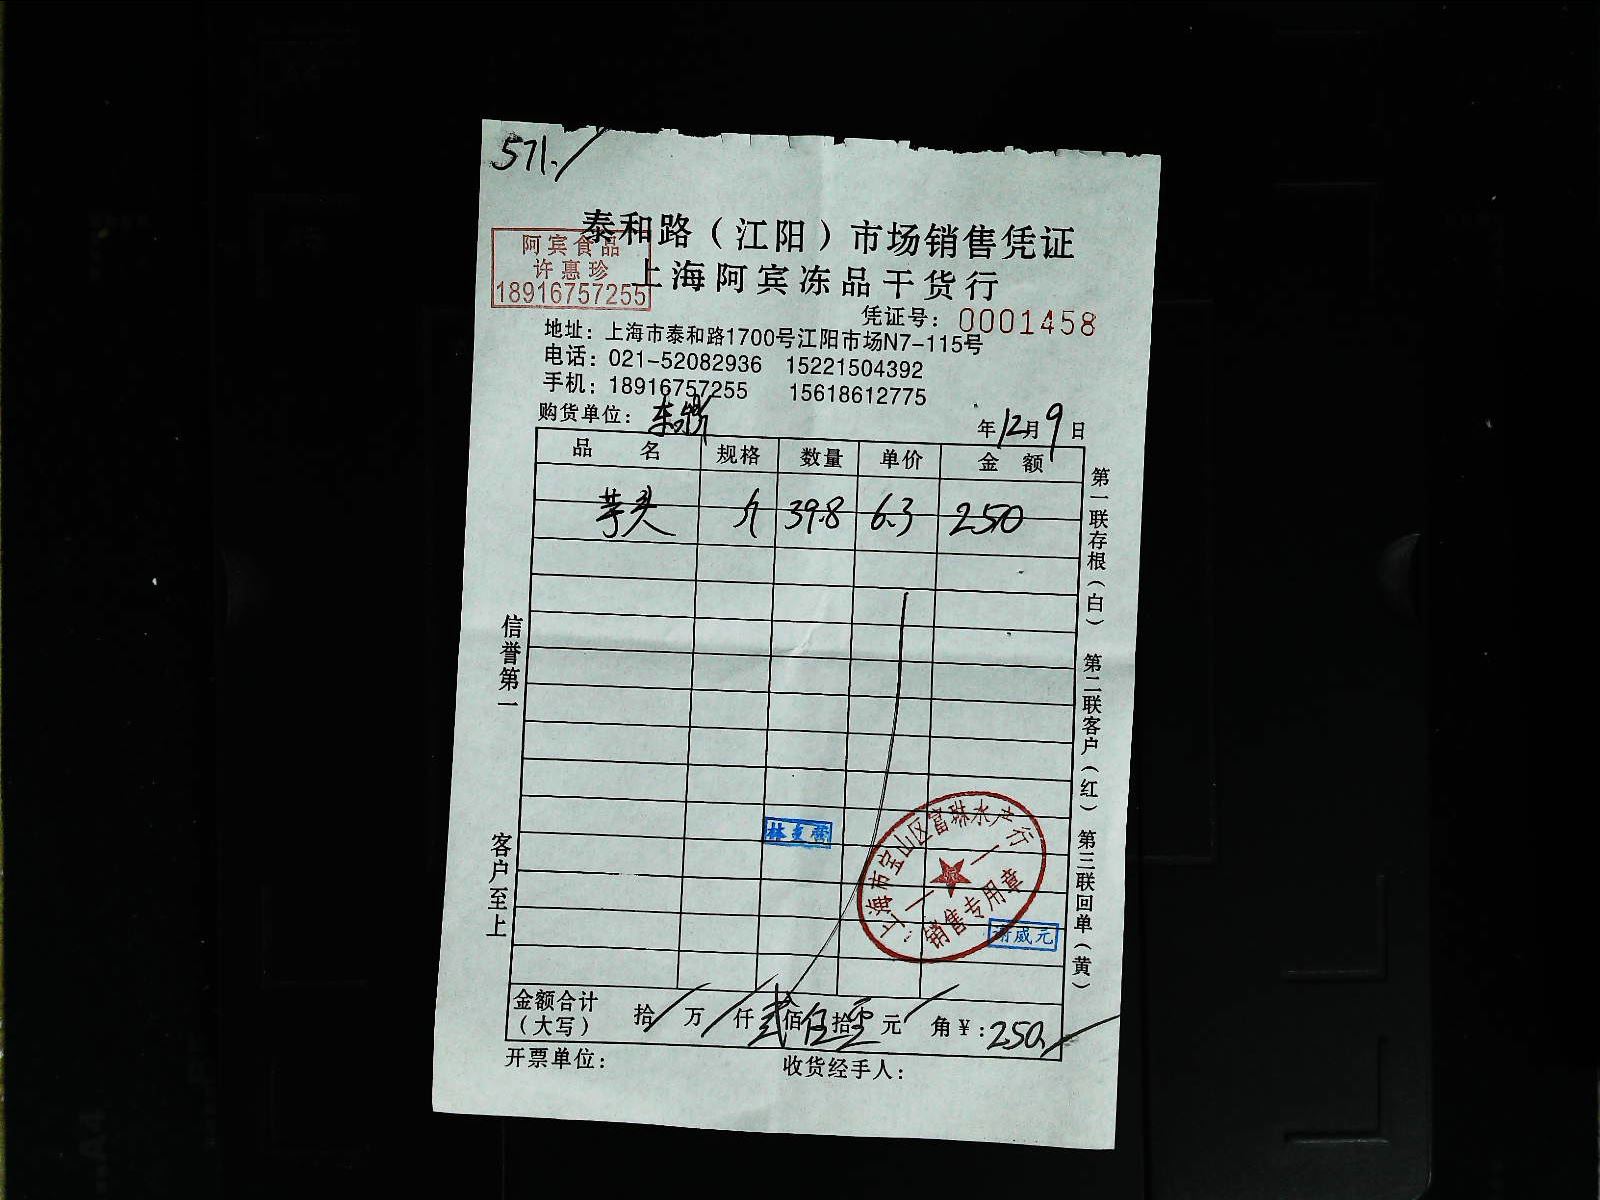 571.
泰和路（江阳）市场销售凭证
阿宾食品
许惠珍
18916757255
上海阿宾冻品干货行
凭证号：0001458
地址：上海市泰和路1700号江阳市场N7-115号
电话：021-52082936 15221504392
手机：18916757255 15618612775
购货单位：
年12月9日
品 名 规格 数量 单价 金 额
芋头 斤 39.8 6.3 250
第一联存根（白） 第二联客户（红） 第三联回单（黄）
信誉第一 客户至上
上海市宝山区富琳水产行
销售专用章
威元
金额合计（大写） 拾 万 仟 贰佰伍拾零元 角¥：250.
开票单位： 收货经手人：